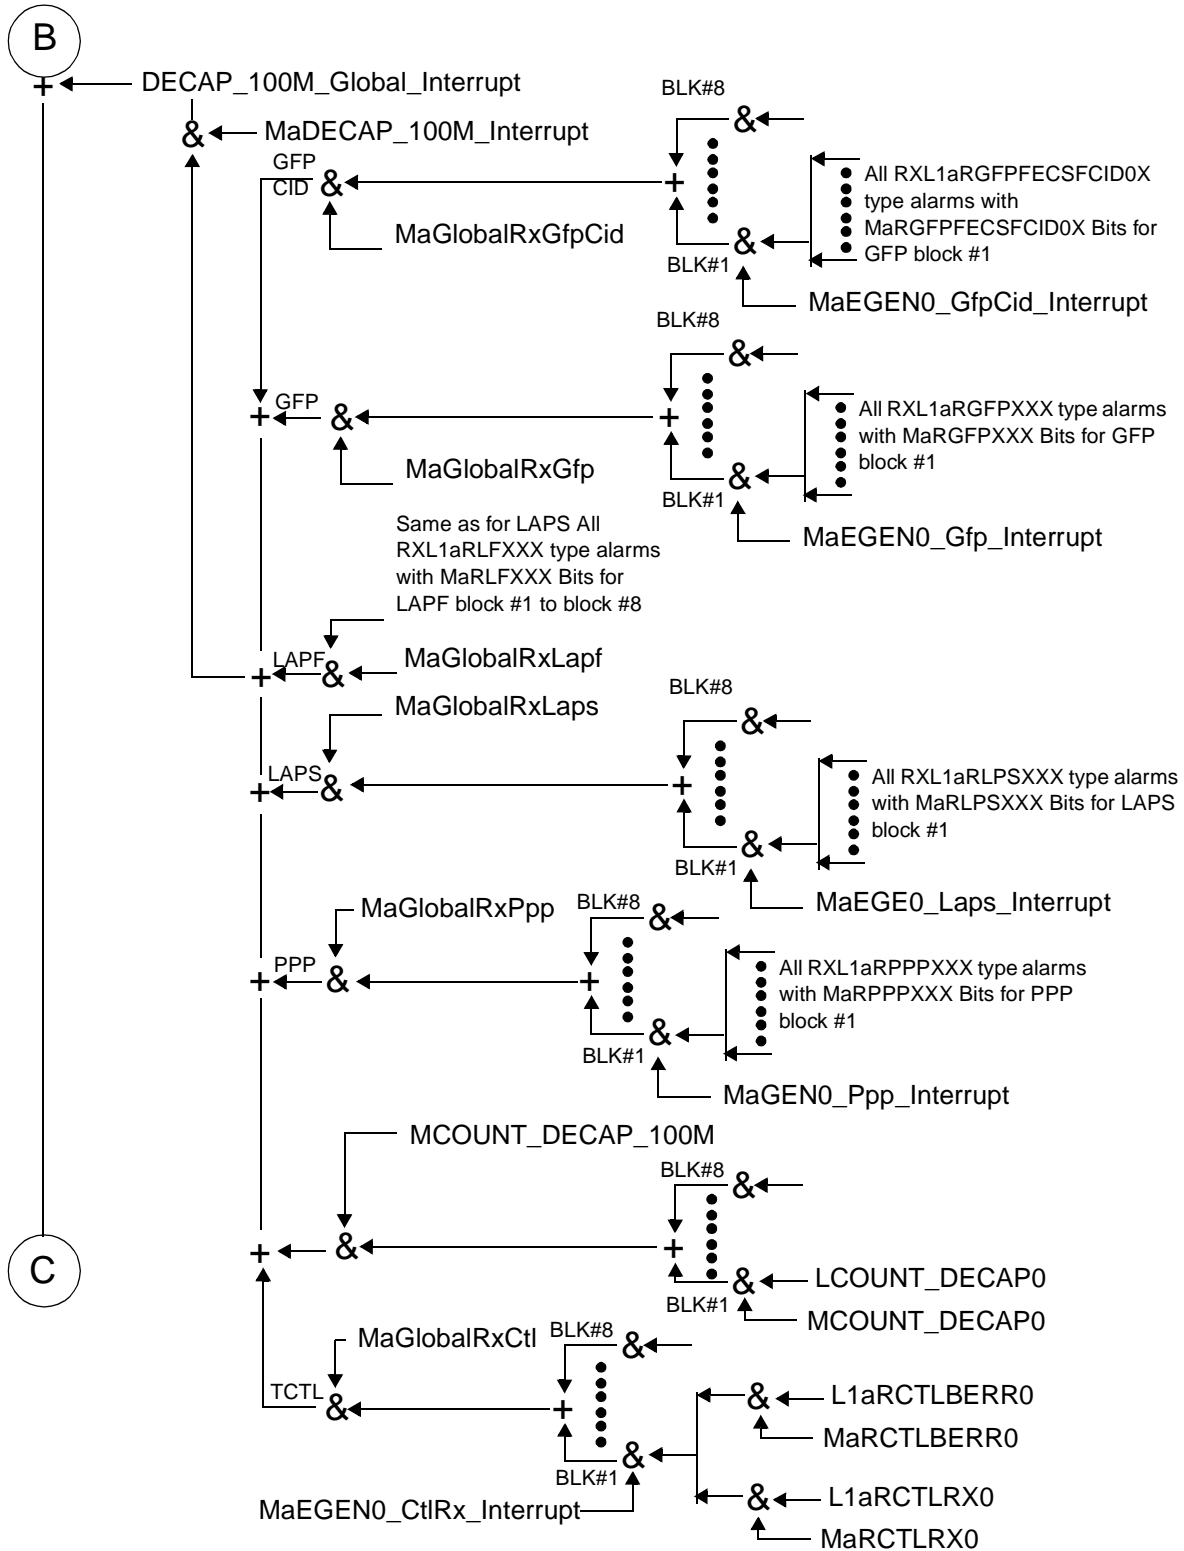 B
+
DECAP_100M_Global_Interrupt
&
MaDECAP_100M_Interrupt
GFP
CID
&
MaGlobalRxGfpCid
BLK#8
&
+
BLK#1
&
All RXL1aRGFPFECSFCID0X
type alarms with
MaRGFPFECSFCID0X Bits for
GFP block #1
MaEGEN0_GfpCid_Interrupt
+
GFP
&
MaGlobalRxGfp
BLK#8
&
+
BLK#1
&
All RXL1aRGFPXXX type alarms
with MaRGFPXXX Bits for GFP
block #1
MaEGEN0_Gfp_Interrupt
Same as for LAPS All
RXL1aRLFXXX type alarms
with MaRLFXXX Bits for
LAPF block #1 to block #8
+
LAPF
&
MaGlobalRxLapf
MaGlobalRxLaps
+
LAPS
&
BLK#8
&
+
BLK#1
&
All RXL1aRLPSXXX type alarms
with MaRLPSXXX Bits for LAPS
block #1
MaEGE0_Laps_Interrupt
MaGlobalRxPpp
+
PPP
&
BLK#8
&
+
BLK#1
&
All RXL1aRPPPXXX type alarms
with MaRPPPXXX Bits for PPP
block #1
MaGEN0_Ppp_Interrupt
MCOUNT_DECAP_100M
+
&
BLK#8
&
+
BLK#1
&
LCOUNT_DECAP0
MCOUNT_DECAP0
C
MaGlobalRxCtl
TCTL
&
BLK#8
&
+
BLK#1
&
MaEGEN0_CtlRx_Interrupt
&
L1aRCTLBERR0
MaRCTLBERR0
&
L1aRCTLRX0
MaRCTLRX0